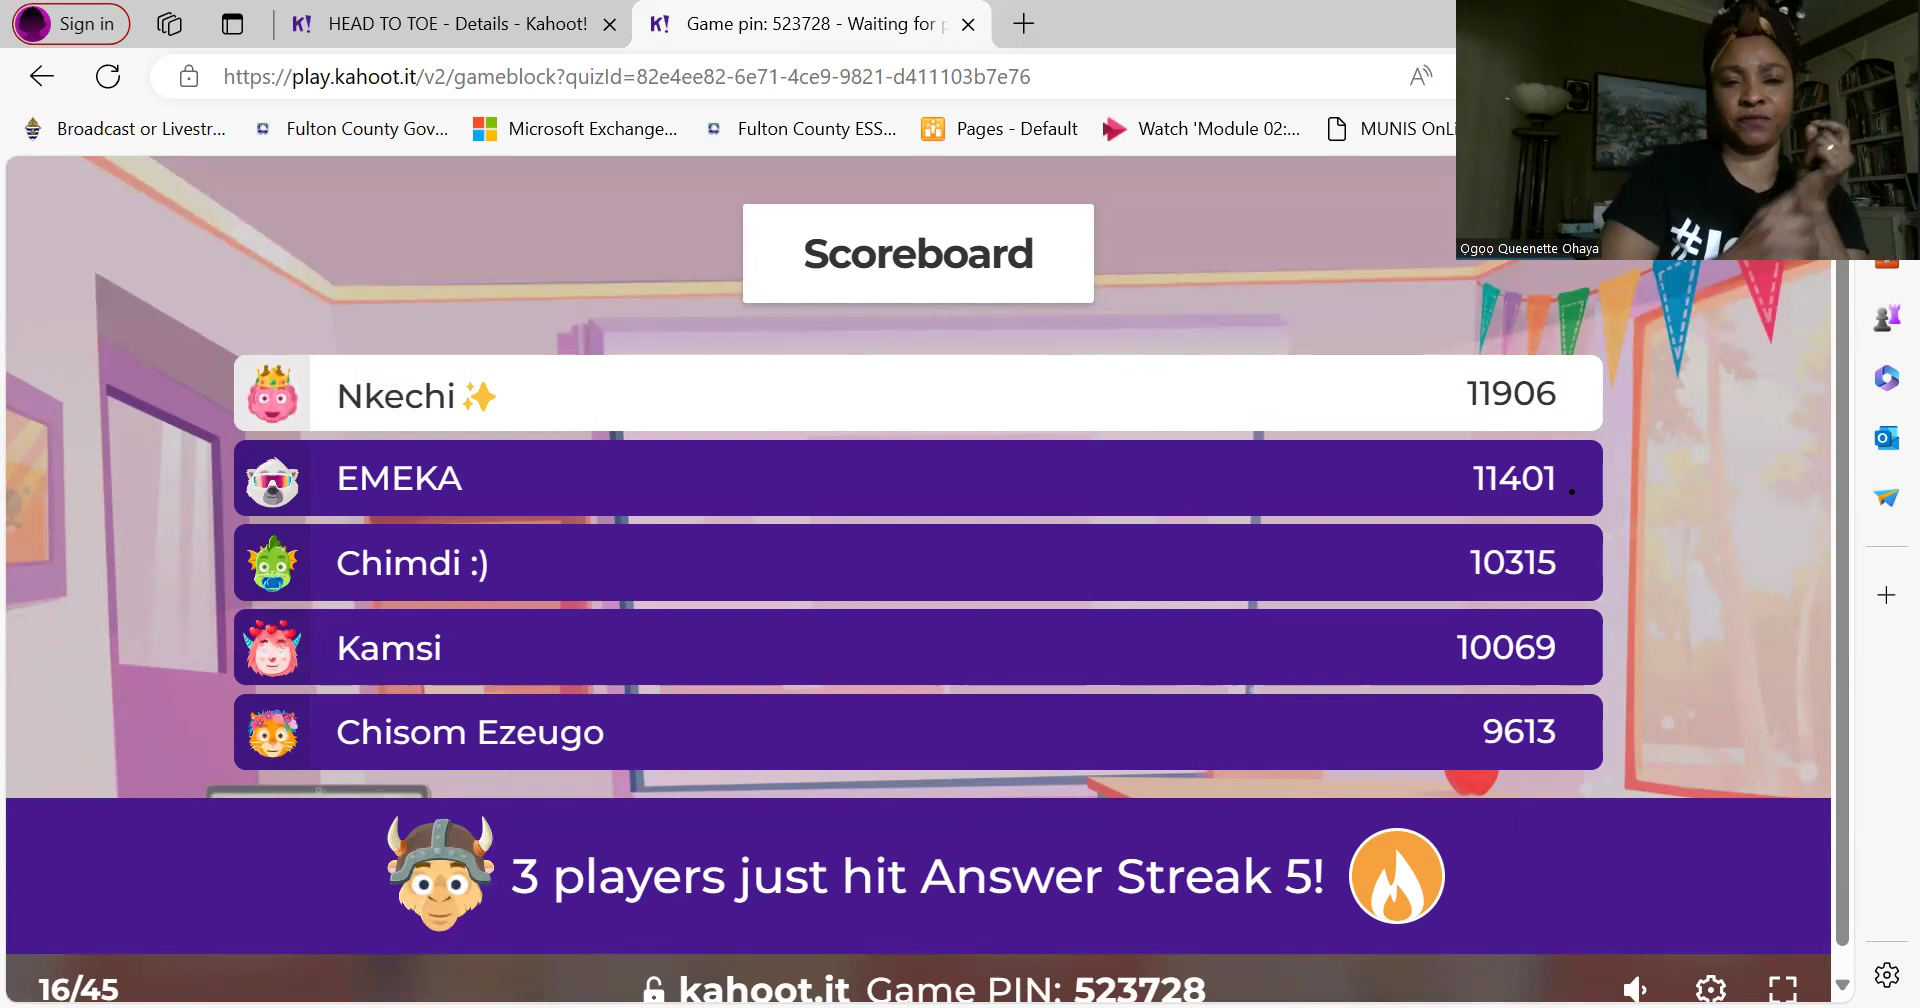 Sign in
HEAD TO TOE - Details - Kahoot!
Game pin: 523728 - Waiting for p
https://play.kahoot.it/v2/gameblock?quizId=82e4ee82-6e71-4ce9-9821-d411103b7e76
Broadcast or Livestr...
Fulton County Gov...
Microsoft Exchange...
Fulton County ESS...
Pages - Default
Watch 'Module 02:...
MUNIS OnLi
Ọgọọ Queenette Ohaya
Scoreboard
Nkechi✨ 11906
EMEKA 11401
Chimdi :) 10315
Kamsi 10069
Chisom Ezeugo 9613
3 players just hit Answer Streak 5!
16/45
kahoot.it Game PIN: 523728